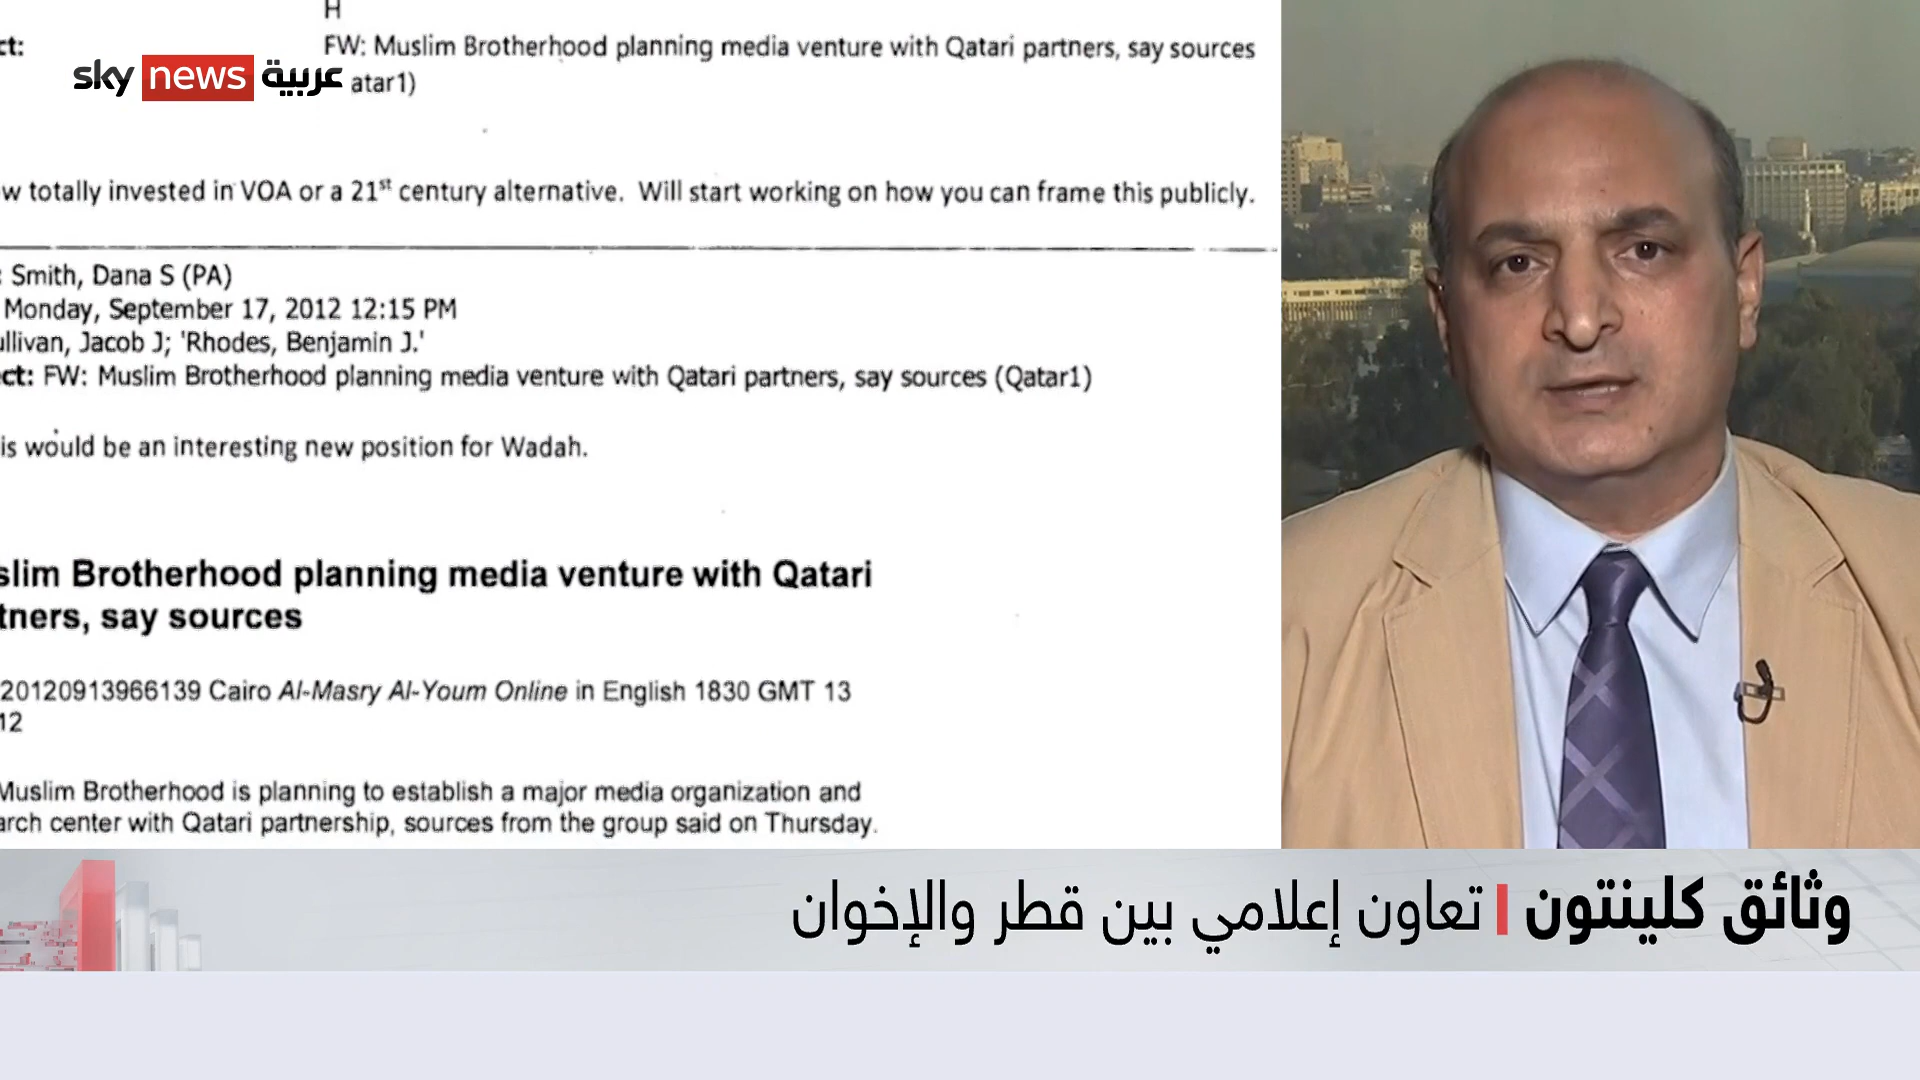 H
ct:
FW: Muslim Brotherhood planning media venture with Qatari partners, say sources
atar1)
sky news عربية
w totally invested in VOA or a 21st century alternative. Will start working on how you can frame this publicly.
: Smith, Dana S (PA)
Monday, September 17, 2012 12:15 PM
ullivan, Jacob J; 'Rhodes, Benjamin J.'
ct: FW: Muslim Brotherhood planning media venture with Qatari partners, say sources (Qatar1)
is would be an interesting new position for Wadah.
slim Brotherhood planning media venture with Qatari
tners, say sources
20120913966139 Cairo Al-Masry Al-Youm Online in English 1830 GMT 13
12
Muslim Brotherhood is planning to establish a major media organization and
arch center with Qatari partnership, sources from the group said on Thursday.
وثائق كلينتون | تعاون إعلامي بين قطر والإخوان